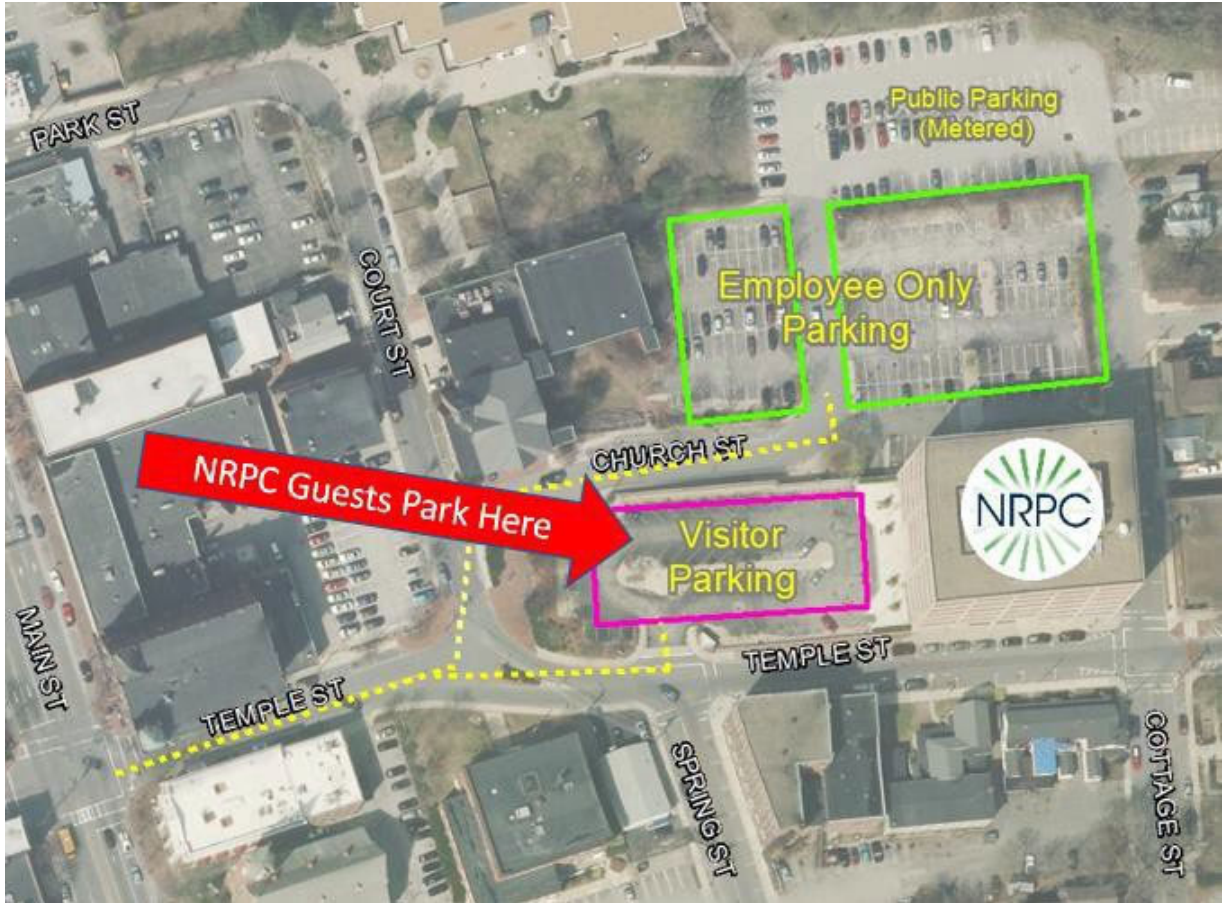 PARK ST
Public Parking
(Metered)
COURT ST
Employee Only
Parking
CHURCH ST
NRPC Guests Park Here
NRPC
Visitor
Parking
MAIN ST
TEMPLE ST
TEMPLE ST
SPRING ST
COTTAGE ST